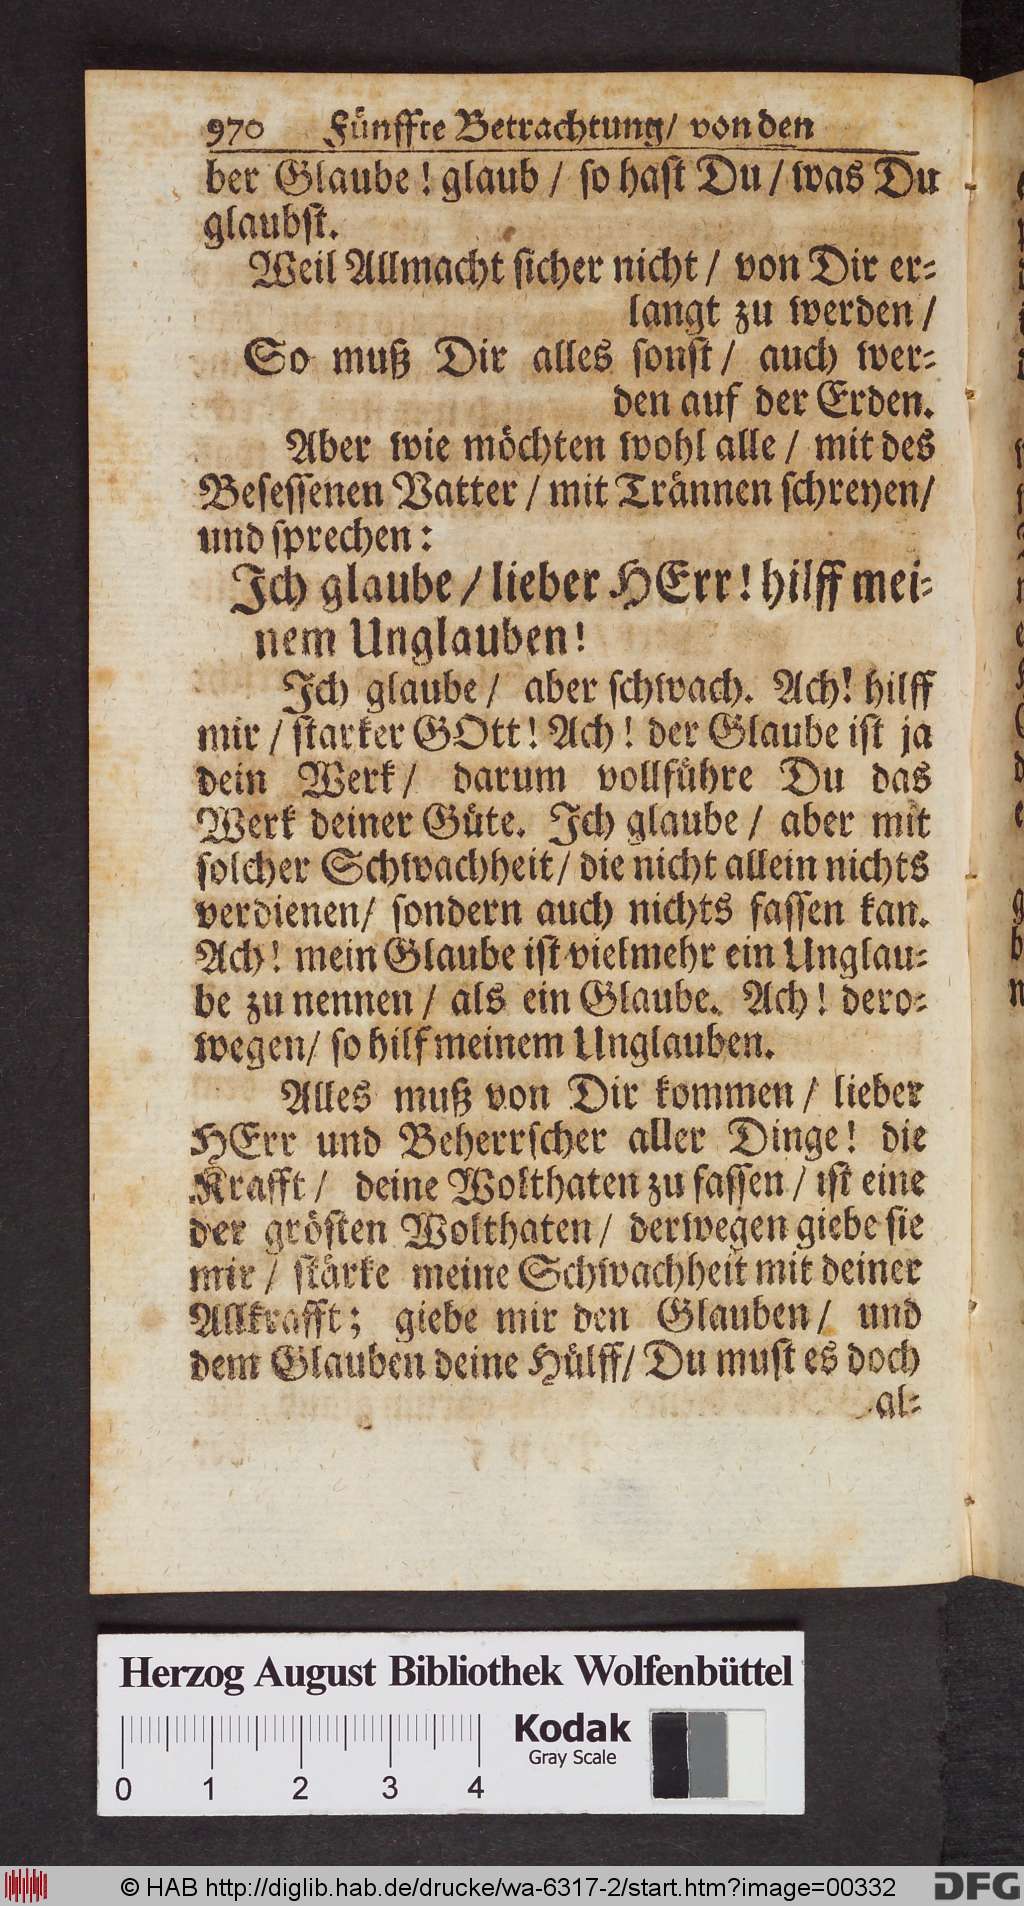 970 Fünffte Betrachtung/ von den
ber Glaube! glaub / so hast Du / was Du
glaubst.
Weil Allmacht sicher nicht / von Dir er-
langt zu werden /
So muß Dir alles sonst / auch wer-
den auf der Erden.
Aber wie möchten wohl alle / mit des
Besessenen Vatter / mit Trännen schreyen/
und sprechen:
Ich glaube / lieber HErr! hilff mei-
nem Unglauben!
Ich glaube / aber schwach. Ach! hilff
mir / starker GOtt! Ach! der Glaube ist ja
dein Werk / darum vollführe Du das
Werk deiner Güte. Ich glaube / aber mit
solcher Schwachheit / die nicht allein nichts
verdienen / sondern auch nichts fassen kan.
Ach! mein Glaube ist vielmehr ein Unglau-
be zu nennen / als ein Glaube. Ach! dero-
wegen / so hilf meinem Unglauben.
Alles muß von Dir kommen / lieber
HErr und Beherrscher aller Dinge! die
Krafft / deine Wolthaten zu fassen / ist eine
der grösten Wolthaten / derwegen giebe sie
mir / stärke meine Schwachheit mit deiner
Allkrafft; giebe mir den Glauben / und
dem Glauben deine Hülff / Du must es doch
al-
Herzog August Bibliothek Wolfenbüttel
Kodak
Gray Scale
0 1 2 3 4
© HAB http://diglib.hab.de/drucke/wa-6317-2/start.htm?image=00332
DFG